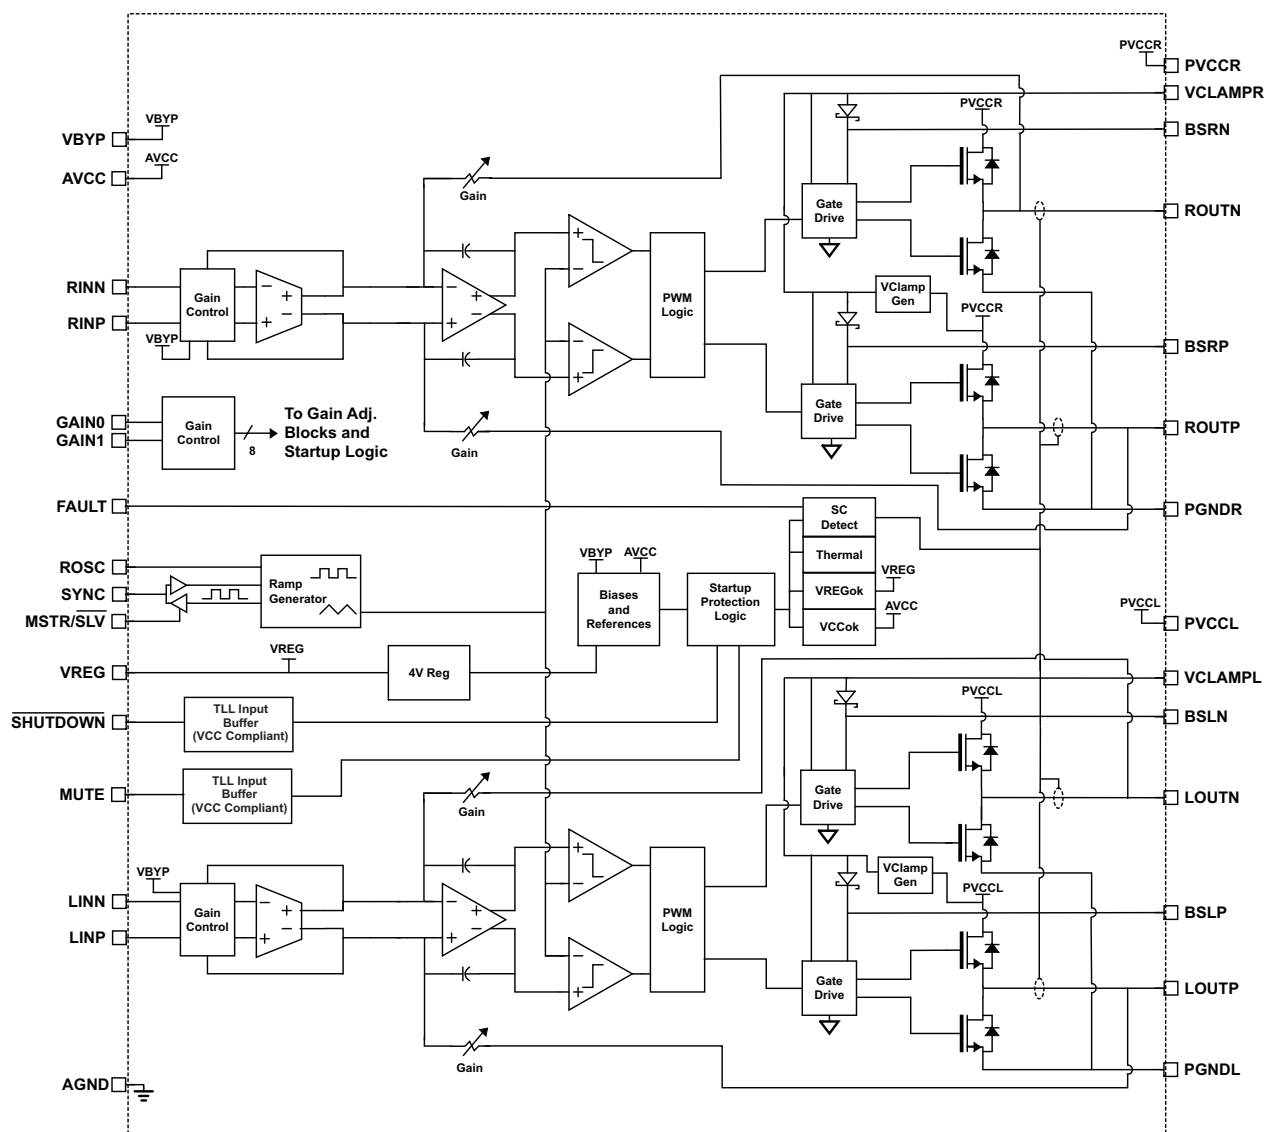 PVCCR
PVCCR
VCLAMPR
PVCCR
BSRN
VBYP
VBYP
AVCC
AVCC
Gain
Gate
Drive
ROUTN
RINN
Gain
Control
RINP
VBYP
− +
+ −
− +
+ −
+
−
−
+
PWM
Logic
VClamp
Gen
PVCCR
BSRP
Gate
Drive
ROUTP
GAIN0
GAIN1
Gain
Control
8
To Gain Adj.
Blocks and
Startup Logic
Gain
FAULT
SC
Detect
PGNDR
Thermal
VREGok
VREG
VCCok
AVCC
ROSC
SYNC
MSTR/SLV
Ramp
Generator
VBYP
AVCC
Biases
and
References
Startup
Protection
Logic
PVCCL
PVCCL
VREG
VREG
4V Reg
VCLAMPL
PVCCL
BSLN
SHUTDOWN
TLL Input
Buffer
(VCC Compliant)
MUTE
TLL Input
Buffer
(VCC Compliant)
Gain
Gate
Drive
LOUTN
VBYP
LINN
LINP
Gain
Control
− +
+ −
− +
+ −
+
−
−
+
PWM
Logic
VClamp
Gen
PVCCL
BSLP
Gate
Drive
LOUTP
Gain
PGNDL
AGND